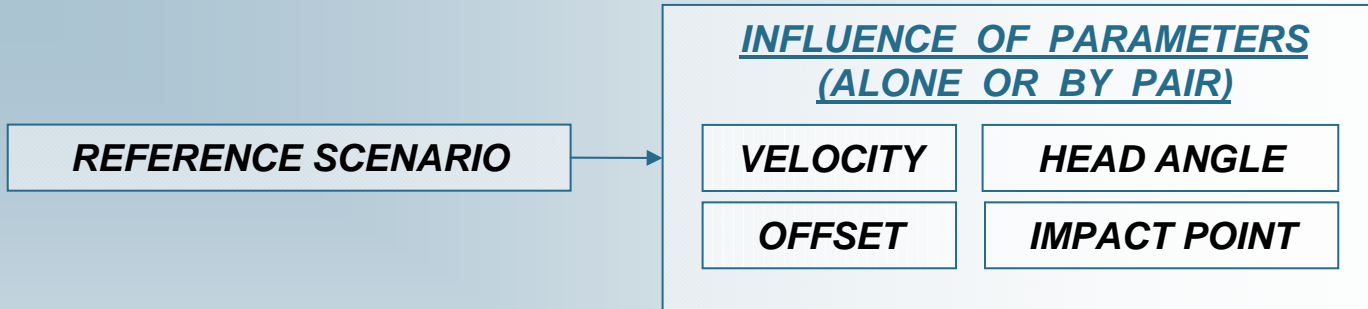 INFLUENCE OF PARAMETERS
(ALONE OR BY PAIR)
REFERENCE SCENARIO
VELOCITY
HEAD ANGLE
OFFSET
IMPACT POINT